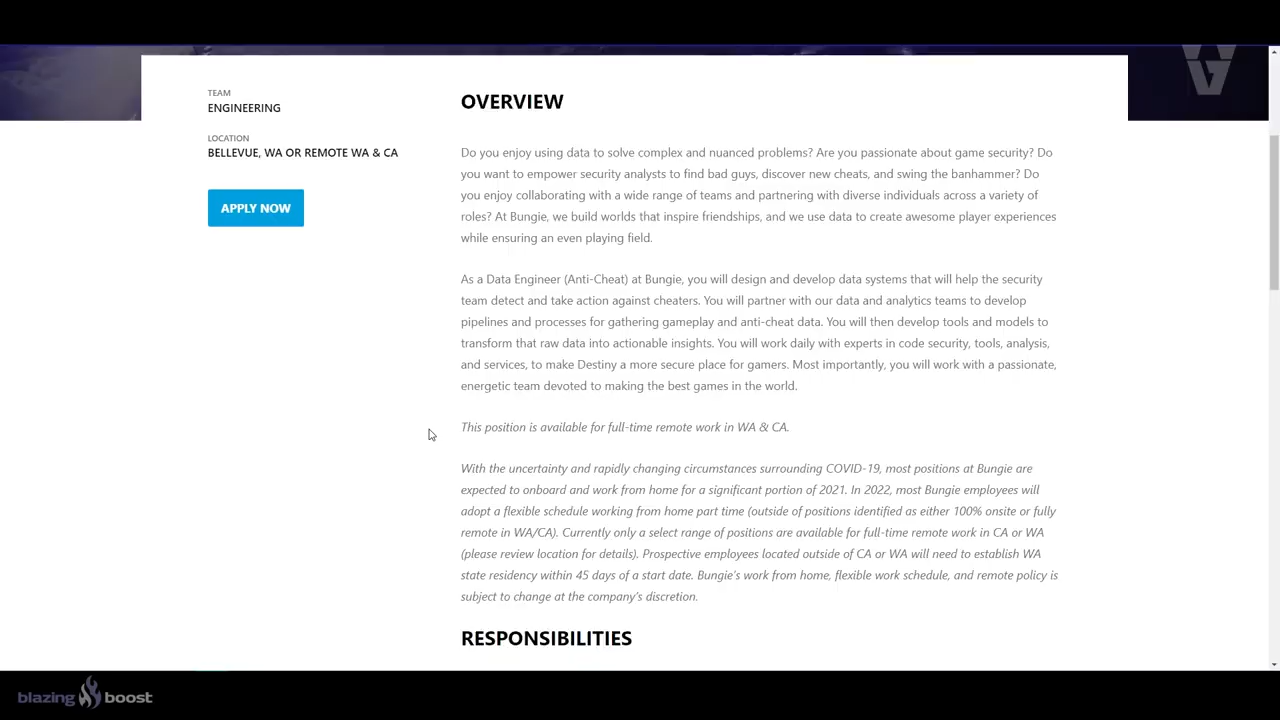 TEAM
ENGINEERING
LOCATION
BELLEVUE, WA OR REMOTE WA & CA
APPLY NOW
OVERVIEW
Do you enjoy using data to solve complex and nuanced problems? Are you passionate about game security? Do
you want to empower security analysts to find bad guys, discover new cheats, and swing the banhammer? Do
you enjoy collaborating with a wide range of teams and partnering with diverse individuals across a variety of
roles? At Bungie, we build worlds that inspire friendships, and we use data to create awesome player experiences
while ensuring an even playing field.
As a Data Engineer (Anti-Cheat) at Bungie, you will design and develop data systems that will help the security
team detect and take action against cheaters. You will partner with our data and analytics teams to develop
pipelines and processes for gathering gameplay and anti-cheat data. You will then develop tools and models to
transform that raw data into actionable insights. You will work daily with experts in code security, tools, analysis,
and services, to make Destiny a more secure place for gamers. Most importantly, you will work with a passionate,
energetic team devoted to making the best games in the world.
This position is available for full-time remote work in WA & CA.
With the uncertainty and rapidly changing circumstances surrounding COVID-19, most positions at Bungie are
expected to onboard and work from home for a significant portion of 2021. In 2022, most Bungie employees will
adopt a flexible schedule working from home part time (outside of positions identified as either 100% onsite or fully
remote in WA/CA). Currently only a select range of positions are available for full-time remote work in CA or WA
(please review location for details). Prospective employees located outside of CA or WA will need to establish WA
state residency within 45 days of a start date. Bungie's work from home, flexible work schedule, and remote policy is
subject to change at the company's discretion.
RESPONSIBILITIES
blazing boost